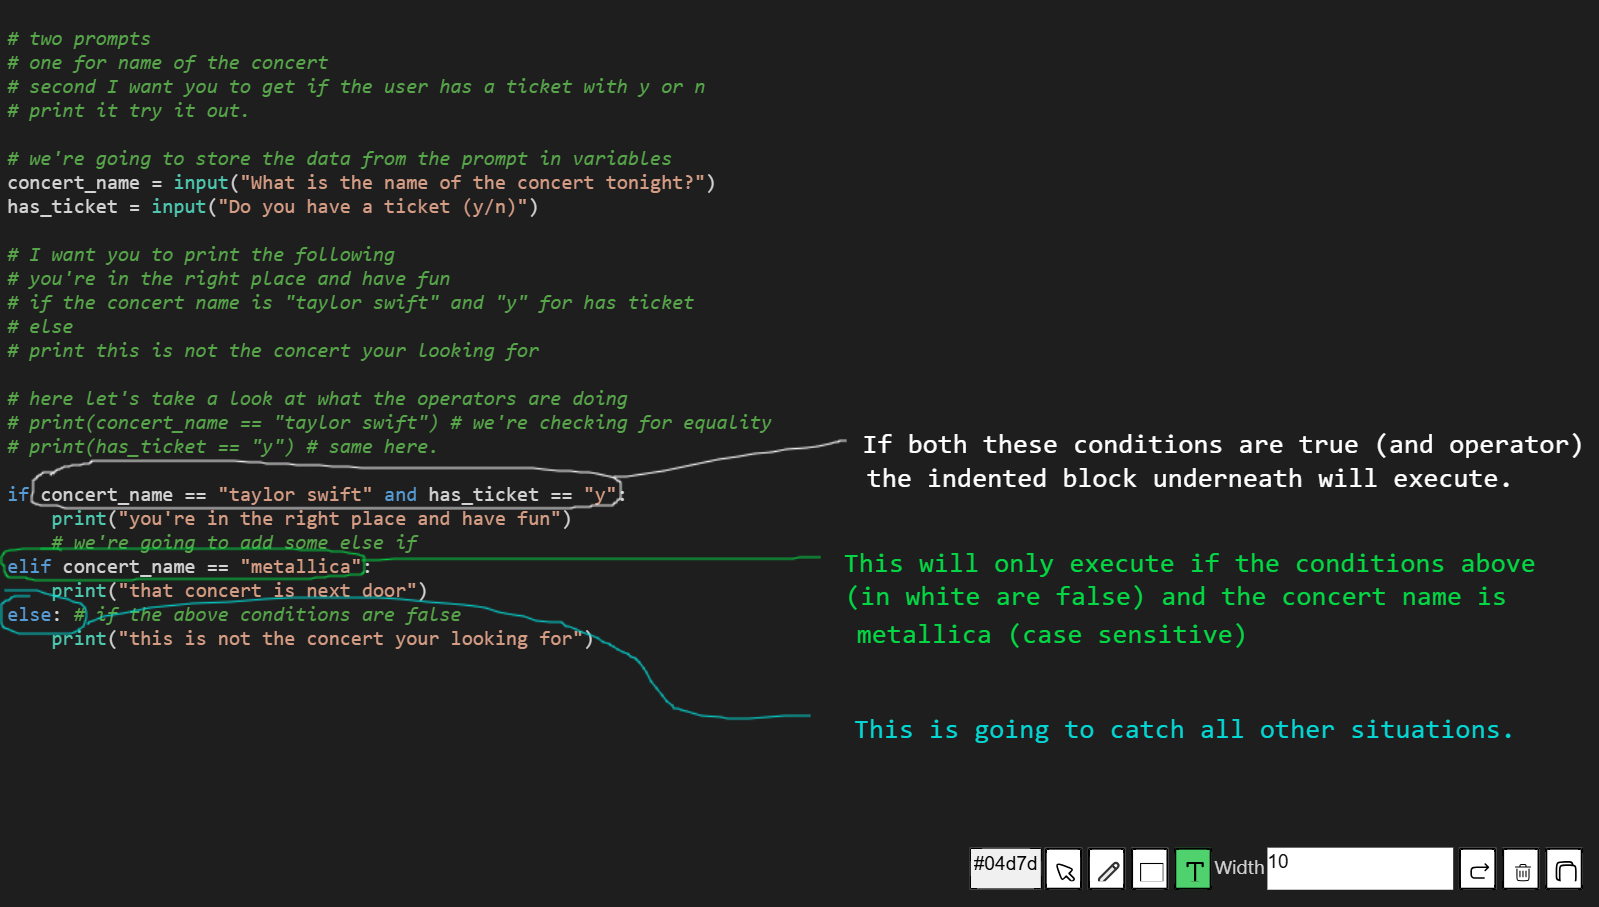 # two prompts
# one for name of the concert
# second I want you to get if the user has a ticket with y or n
# print it try it out.
# we're going to store the data from the prompt in variables
concert_name = input("What is the name of the concert tonight?")
has_ticket = input("Do you have a ticket (y/n)")
# I want you to print the following
# you're in the right place and have fun
# if the concert name is "taylor swift" and "y" for has ticket
# else
# print this is not the concert your looking for
# here let's take a look at what the operators are doing
# print(concert_name == "taylor swift") # we're checking for equality
# print(has_ticket == "y") # same here.
if concert_name == "taylor swift" and has_ticket == "y":
    print("you're in the right place and have fun")
    # we're going to add some else if
elif concert_name == "metallica":
    print("that concert is next door")
else: # if the above conditions are false
    print("this is not the concert your looking for")
If both these conditions are true (and operator)
the indented block underneath will execute.
This will only execute if the conditions above
(in white are false) and the concert name is
metallica (case sensitive)
This is going to catch all other situations.
#04d7d
T
Width
10